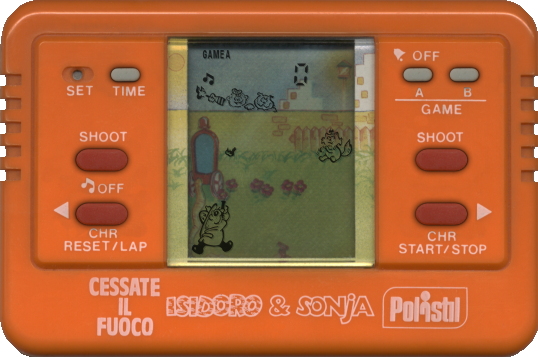 GAME A
0
OFF
SET
TIME
A
B
GAME
SHOOT
SHOOT
OFF
CHR
RESET/LAP
CHR
START/STOP
CESSATE
IL
FUOCO
ISIDORO & SONJA
Polistil